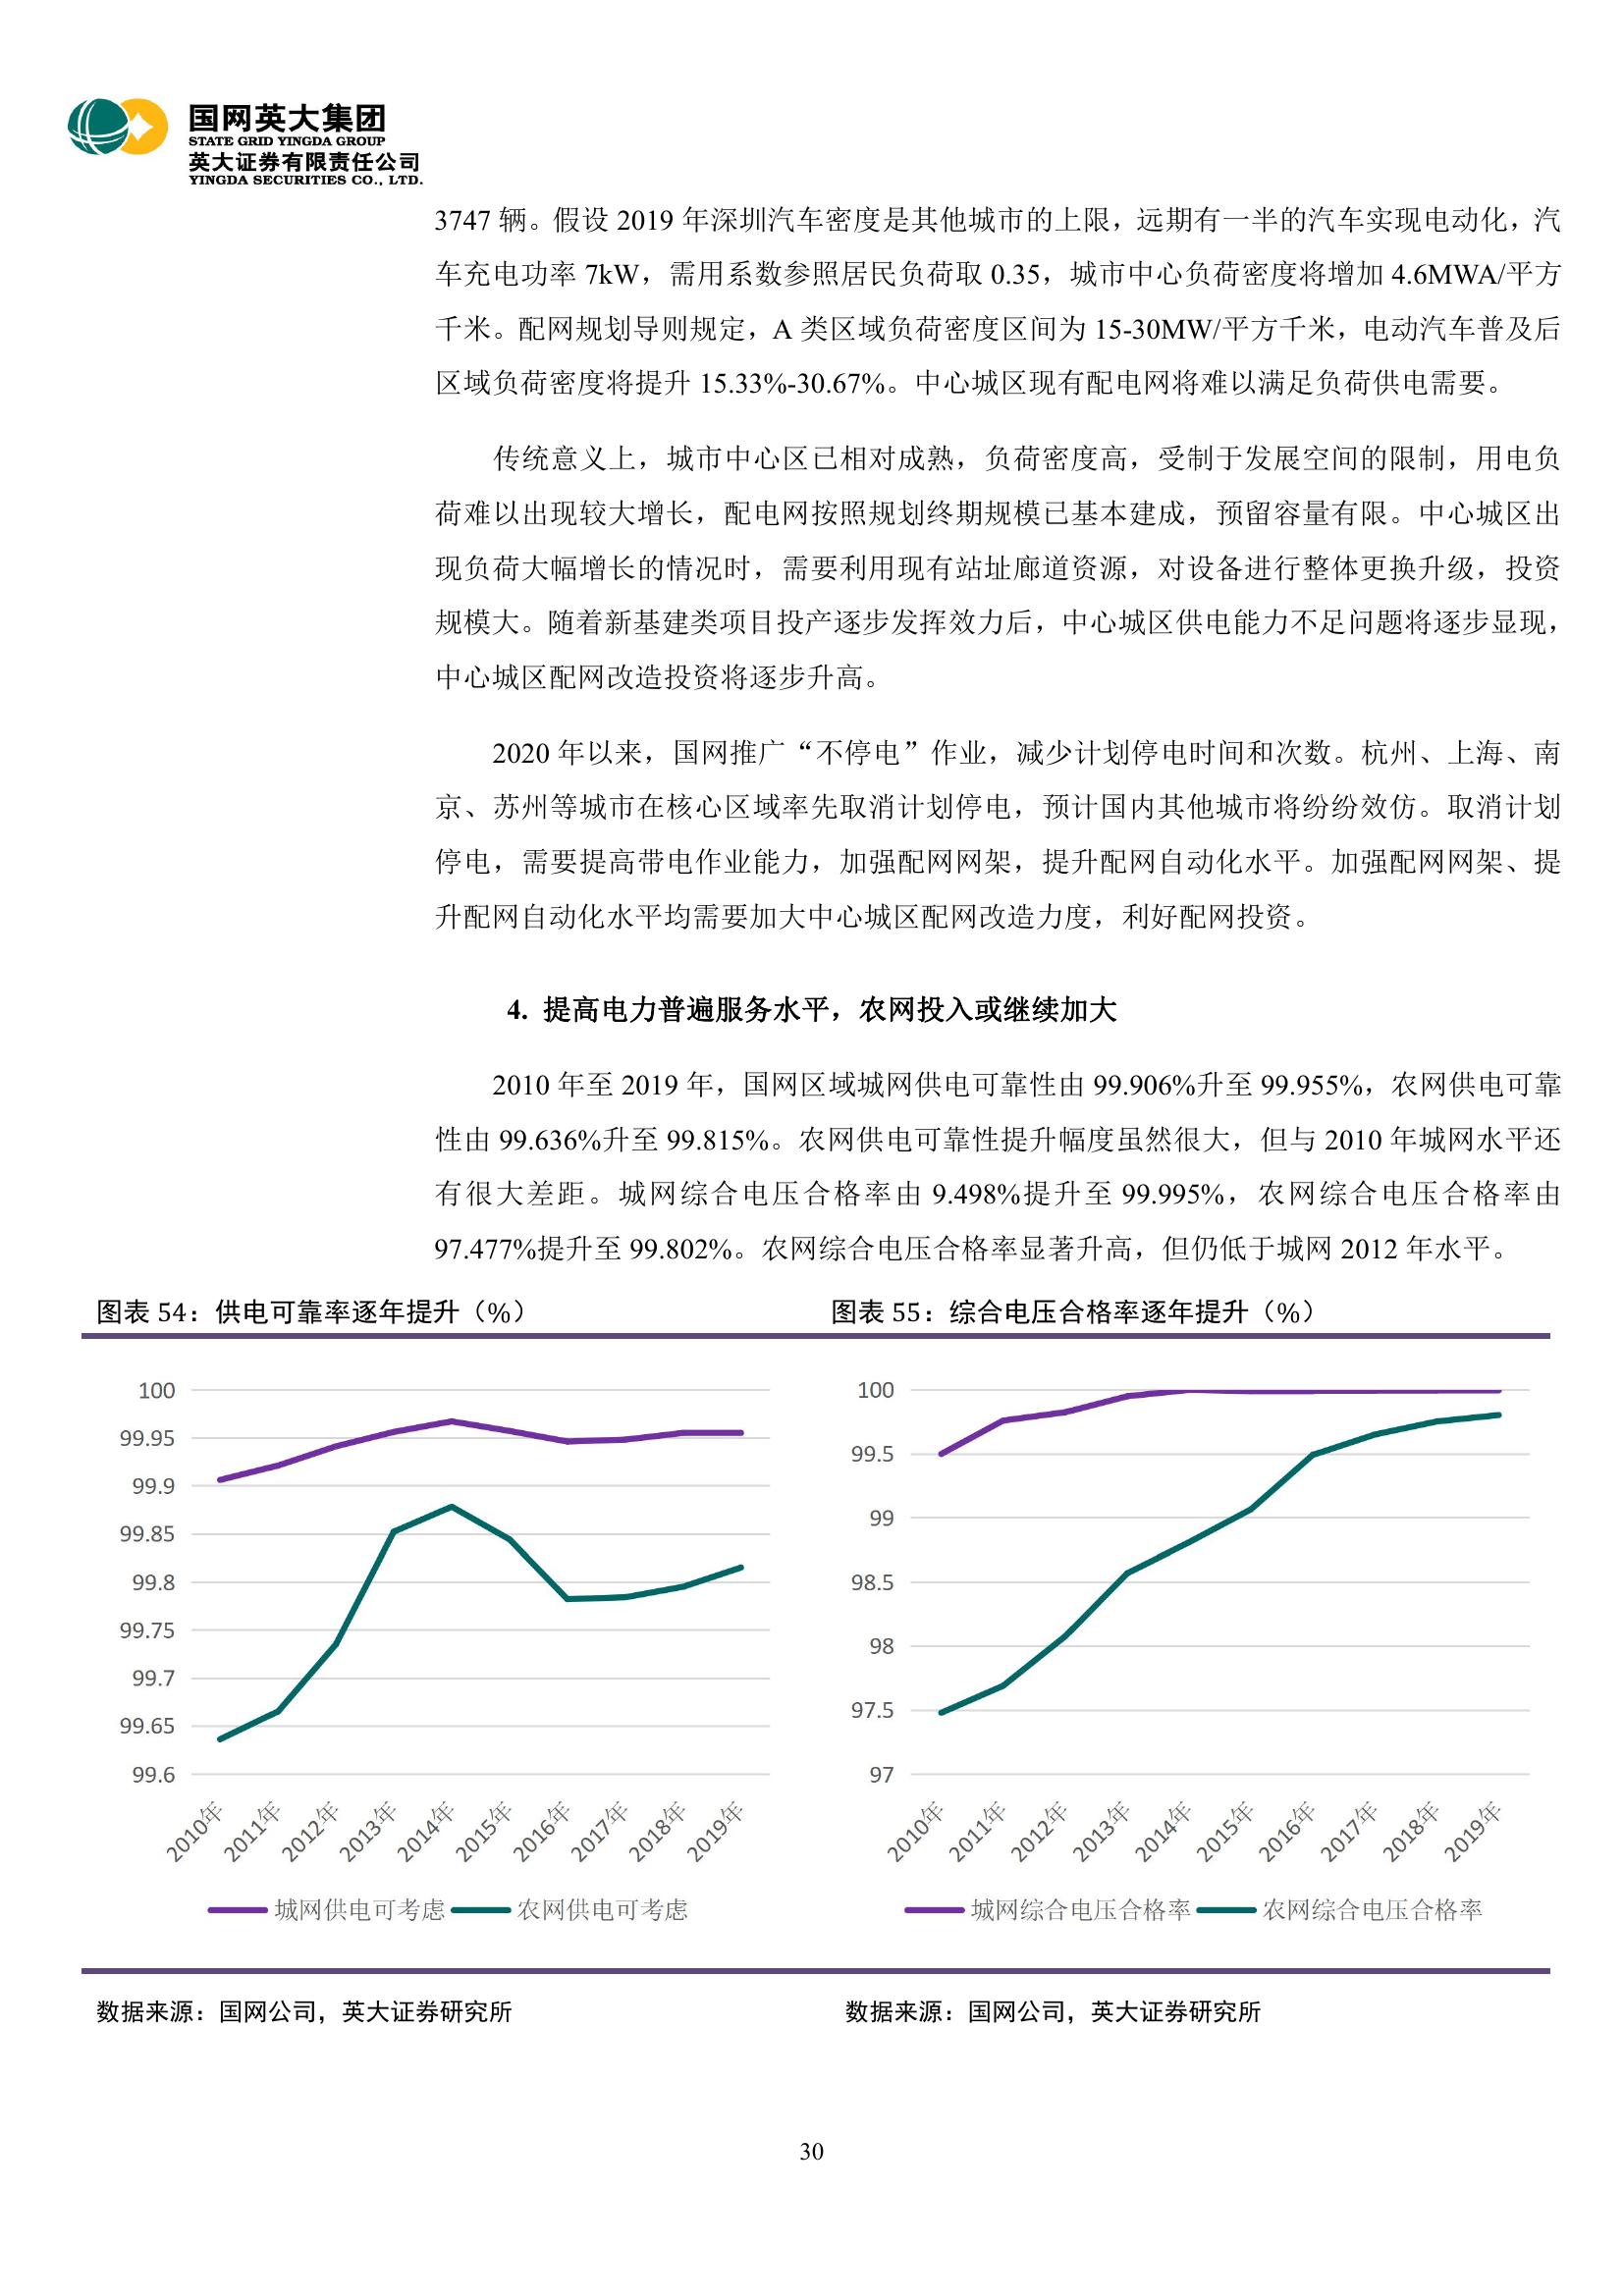 国网英大集团
STATE GRID YINGDA GROUP
英大证券有限责任公司
YINGDA SECURITIES CO., LTD.
3747 辆。假设 2019 年深圳汽车密度是其他城市的上限，远期有一半的汽车实现电动化，汽
车充电功率 7kW，需用系数参照居民负荷取 0.35，城市中心负荷密度将增加 4.6MWA/平方
千米。配网规划导则规定，A 类区域负荷密度区间为 15-30MW/平方千米，电动汽车普及后
区域负荷密度将提升 15.33%-30.67%。中心城区现有配电网将难以满足负荷供电需要。
传统意义上，城市中心区已相对成熟，负荷密度高，受制于发展空间的限制，用电负
荷难以出现较大增长，配电网按照规划终期规模已基本建成，预留容量有限。中心城区出
现负荷大幅增长的情况时，需要利用现有站址廊道资源，对设备进行整体更换升级，投资
规模大。随着新基建类项目投产逐步发挥效力后，中心城区供电能力不足问题将逐步显现，
中心城区配网改造投资将逐步升高。
2020 年以来，国网推广“不停电”作业，减少计划停电时间和次数。杭州、上海、南
京、苏州等城市在核心区域率先取消计划停电，预计国内其他城市将纷纷效仿。取消计划
停电，需要提高带电作业能力，加强配网网架，提升配网自动化水平。加强配网网架、提
升配网自动化水平均需要加大中心城区配网改造力度，利好配网投资。
4. 提高电力普遍服务水平，农网投入或继续加大
2010 年至 2019 年，国网区域城网供电可靠性由 99.906%升至 99.955%，农网供电可靠
性由 99.636%升至 99.815%。农网供电可靠性提升幅度虽然很大，但与 2010 年城网水平还
有很大差距。城网综合电压合格率由 9.498%提升至 99.995%，农网综合电压合格率由
97.477%提升至 99.802%。农网综合电压合格率显著升高，但仍低于城网 2012 年水平。
图表 54：供电可靠率逐年提升（%）
100
99.95
99.9
99.85
99.8
99.75
99.7
99.65
99.6
2010年 2011年 2012年 2013年 2014年 2015年 2016年 2017年 2018年 2019年
城网供电可考虑 农网供电可考虑
数据来源：国网公司，英大证券研究所
图表 55：综合电压合格率逐年提升（%）
100
99.5
99
98.5
98
97.5
97
2010年 2011年 2012年 2013年 2014年 2015年 2016年 2017年 2018年 2019年
城网综合电压合格率 农网综合电压合格率
数据来源：国网公司，英大证券研究所
30